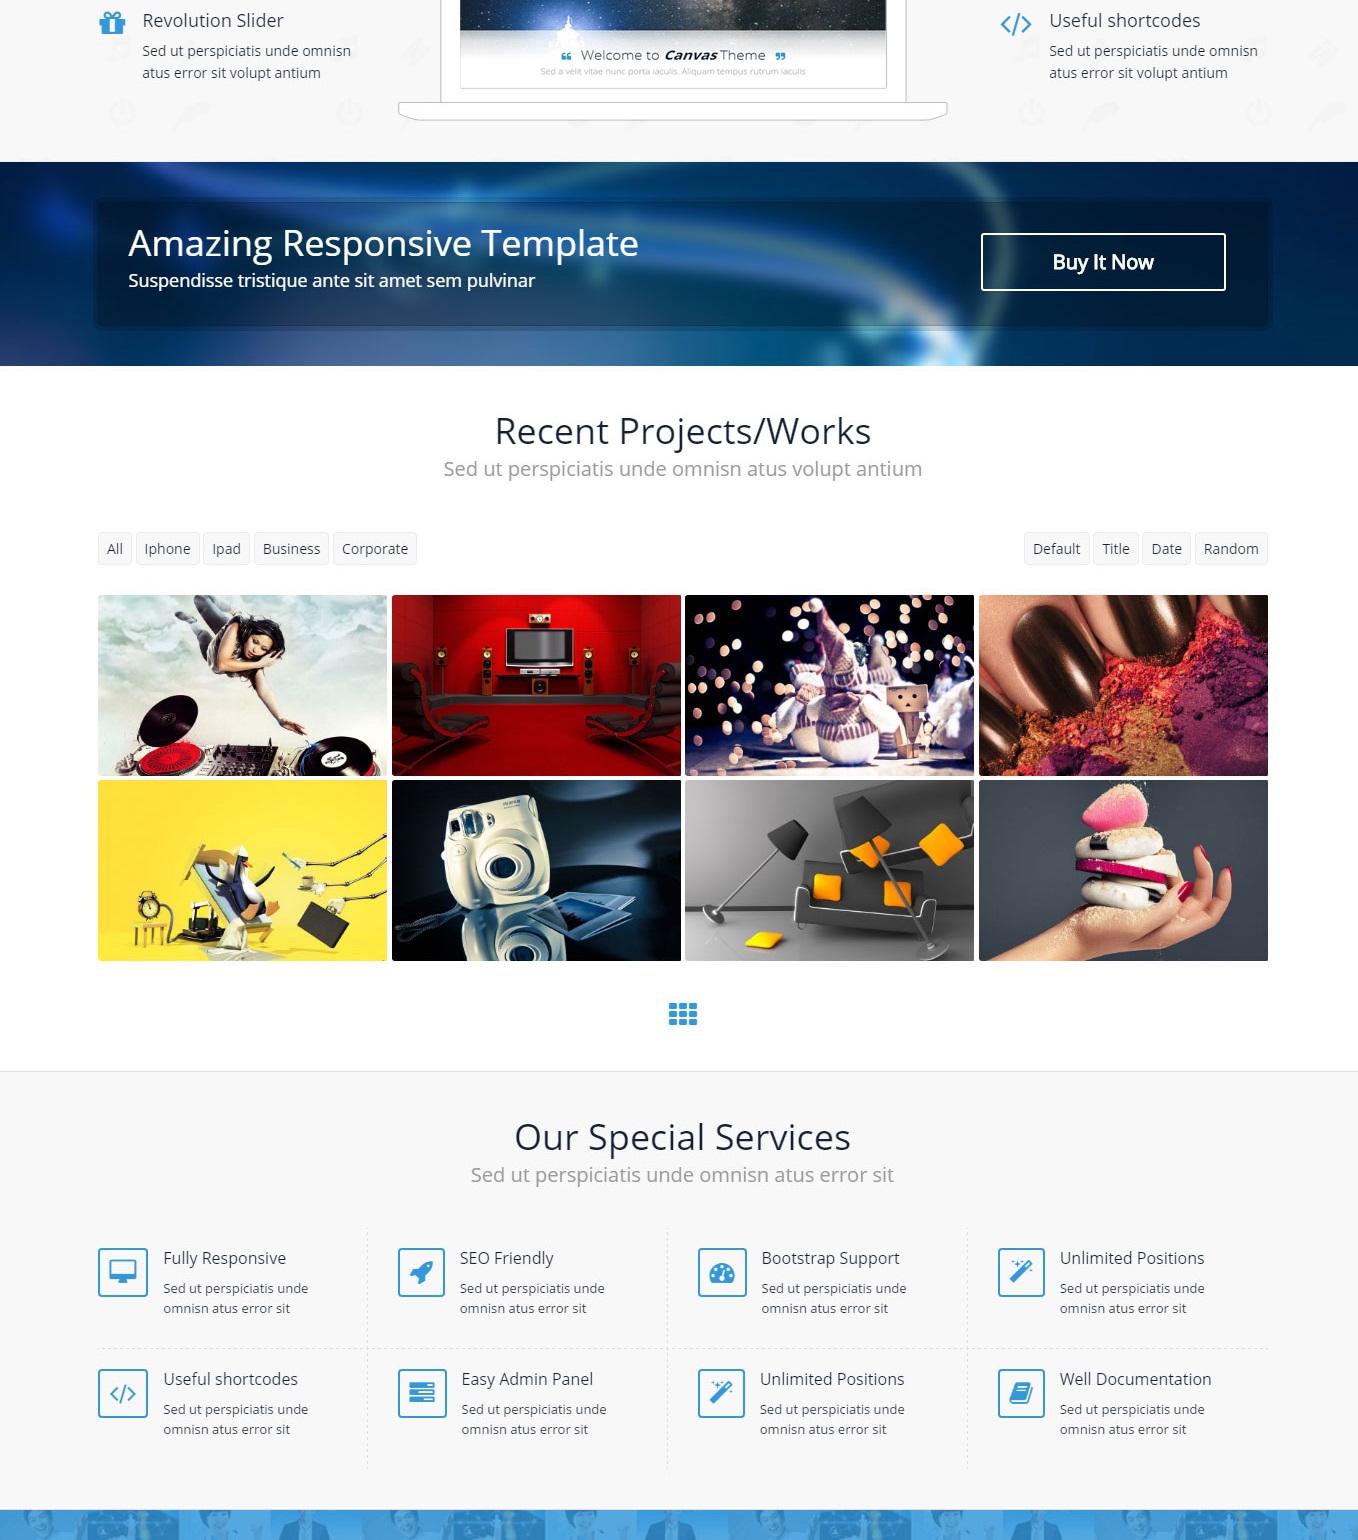 Revolution Slider
Sed ut perspiciatis unde omnisn
atus error sit volupt antium
❝ Welcome to Canvas Theme ❞
Sed a velit vitae nunc porta iaculis. Aliquam tempus rutrum iaculis
Useful shortcodes
Sed ut perspiciatis unde omnisn
atus error sit volupt antium
Amazing Responsive Template
Suspendisse tristique ante sit amet sem pulvinar
Buy It Now
Recent Projects/Works
Sed ut perspiciatis unde omnisn atus volupt antium
All Iphone Ipad Business Corporate
Default Title Date Random
Our Special Services
Sed ut perspiciatis unde omnisn atus error sit
Fully Responsive
Sed ut perspiciatis unde
omnisn atus error sit
SEO Friendly
Sed ut perspiciatis unde
omnisn atus error sit
Bootstrap Support
Sed ut perspiciatis unde
omnisn atus error sit
Unlimited Positions
Sed ut perspiciatis unde
omnisn atus error sit
Useful shortcodes
Sed ut perspiciatis unde
omnisn atus error sit
Easy Admin Panel
Sed ut perspiciatis unde
omnisn atus error sit
Unlimited Positions
Sed ut perspiciatis unde
omnisn atus error sit
Well Documentation
Sed ut perspiciatis unde
omnisn atus error sit